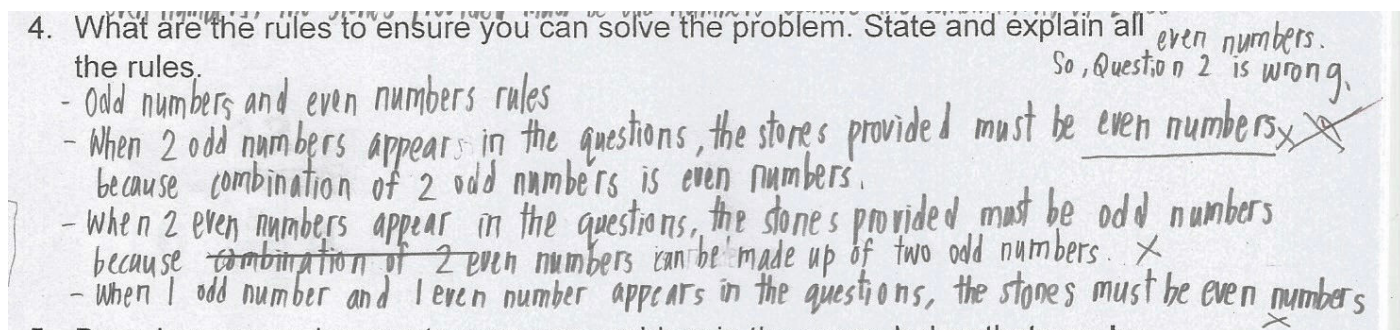 4. What are the rules to ensure you can solve the problem. State and explain all
the rules.
even numbers.
So, Question 2 is wrong.
- Odd numbers and even numbers rules
- When 2 odd numbers appears in the questions, the stones provided must be even numbers
because combination of 2 odd numbers is even numbers.
- When 2 even numbers appear in the questions, the stones provided must be odd numbers
because combination of 2 even numbers can be made up of two odd numbers.
- When 1 odd number and 1 even number appears in the questions, the stones must be even numbers